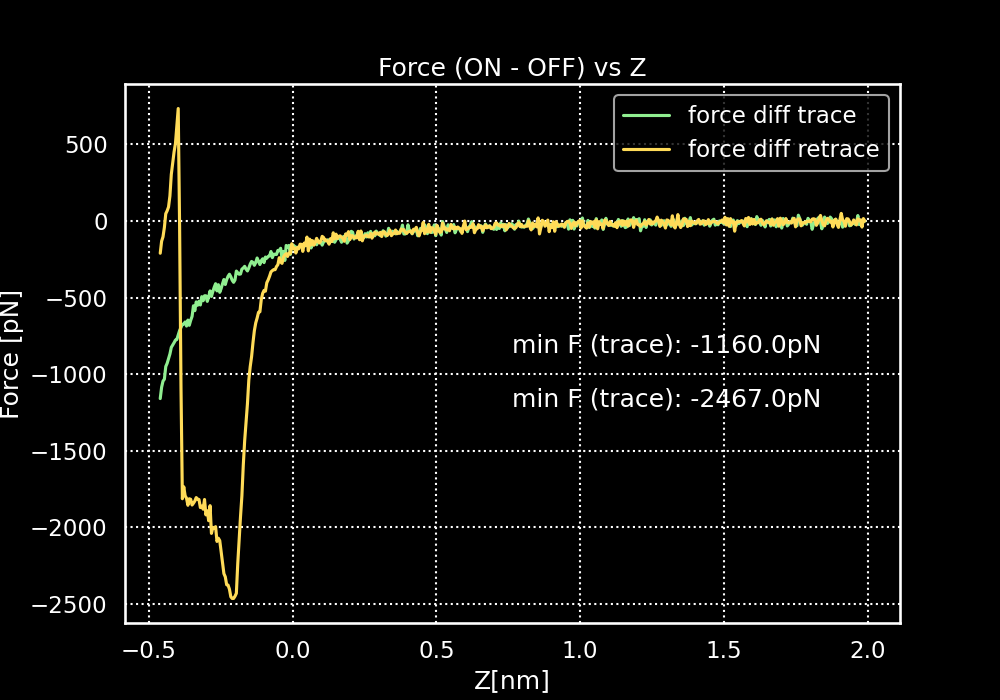 Force (ON - OFF) vs Z
force diff trace
force diff retrace
500
0
−500
−1000
−1500
−2000
−2500
Force [pN]
min F (trace): -1160.0pN
min F (trace): -2467.0pN
−0.5 0.0 0.5 1.0 1.5 2.0
Z[nm]